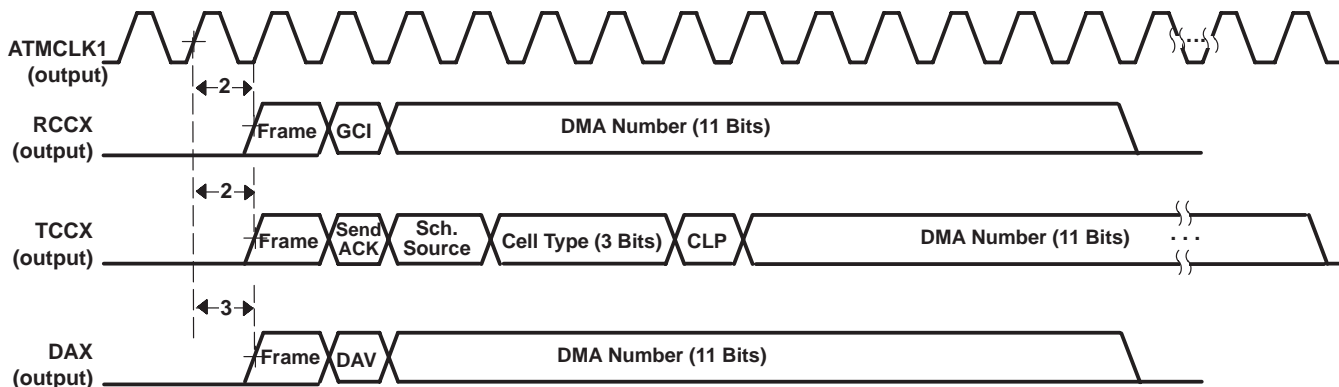 ATMCLK1
(output)
...
2
RCCX
(output)
Frame
GCI
DMA Number (11 Bits)
2
TCCX
(output)
Frame
Send
ACK
Sch.
Source
Cell Type (3 Bits)
CLP
DMA Number (11 Bits)
...
3
DAX
(output)
Frame
DAV
DMA Number (11 Bits)